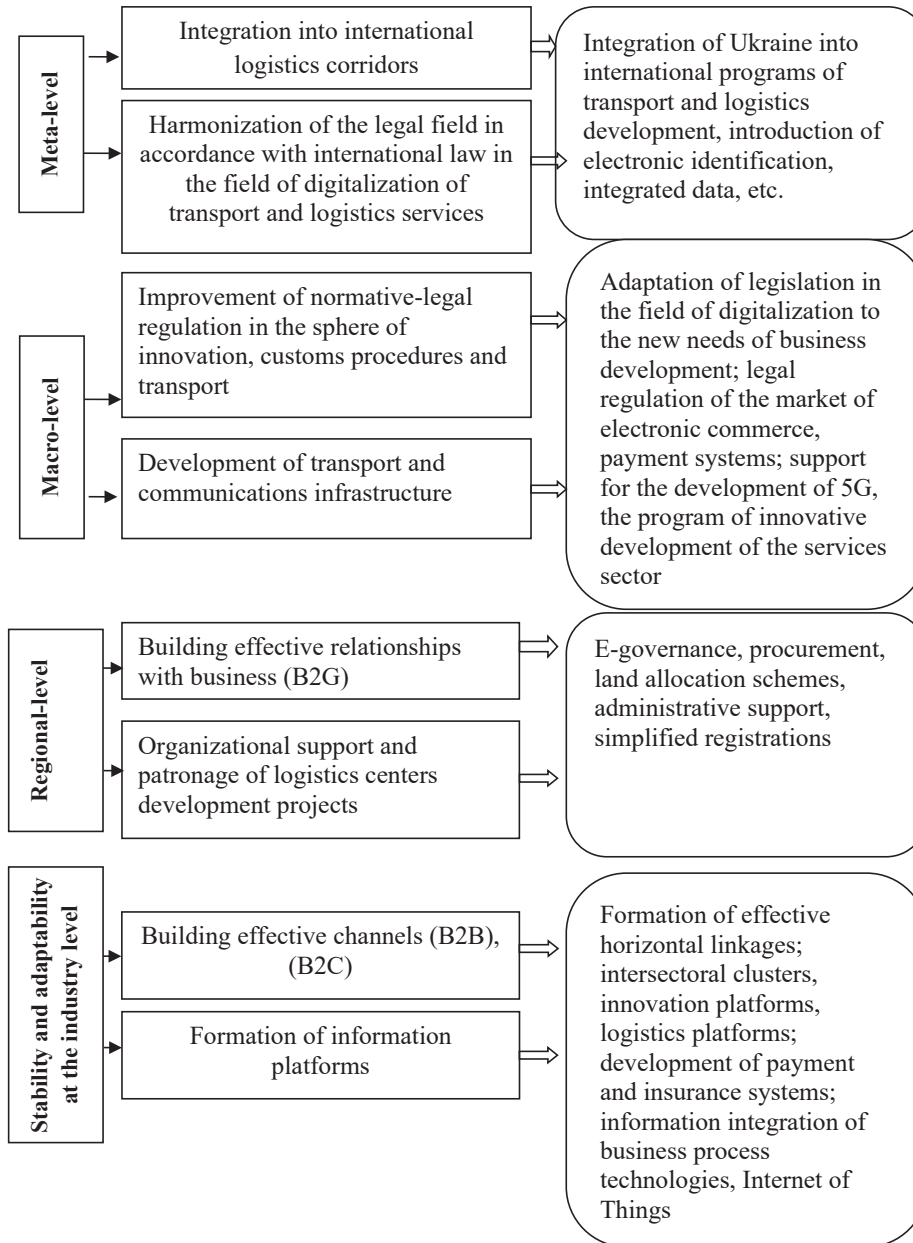 Meta-level
Integration into international
logistics corridors
Harmonization of the legal field in
accordance with international law in
the field of digitalization of
transport and logistics services
Integration of Ukraine into
international programs of
transport and logistics
development, introduction of
electronic identification,
integrated data, etc.
Macro-level
Improvement of normative-legal
regulation in the sphere of
innovation, customs procedures and
transport
Development of transport and
communications infrastructure
Adaptation of legislation in
the field of digitalization to
the new needs of business
development; legal
regulation of the market of
electronic commerce,
payment systems; support
for the development of 5G,
the program of innovative
development of the services
sector
Regional-level
Building effective relationships
with business (B2G)
Organizational support and
patronage of logistics centers
development projects
E-governance, procurement,
land allocation schemes,
administrative support,
simplified registrations
Stability and adaptability
at the industry level
Building effective channels (B2B),
(B2C)
Formation of information
platforms
Formation of effective
horizontal linkages;
intersectoral clusters,
innovation platforms,
logistics platforms;
development of payment
and insurance systems;
information integration of
business process
technologies, Internet of
Things